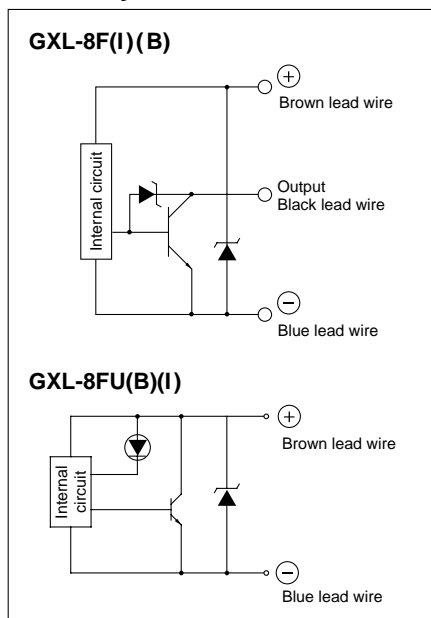 GXL-8F(I)(B)
Internal circuit
+
Brown lead wire
Output
Black lead wire
−
Blue lead wire
GXL-8FU(B)(I)
Internal
circuit
+
Brown lead wire
−
Blue lead wire